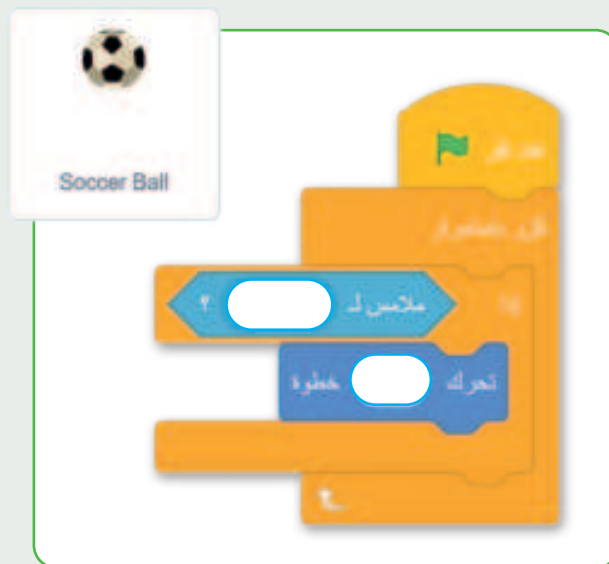 Soccer Ball
عند نقر
كرر باستمرار
إذا
ملامس لـ ؟
تحرك خطوة